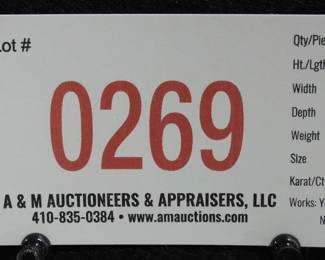 Lot #
0269
A & M AUCTIONEERS & APPRAISERS, LLC
410-835-0384 • www.amauctions.com
Qty/Pie
Ht./Lgth
Width
Depth
Weight
Size
Karat/Ct
Works: Y
N